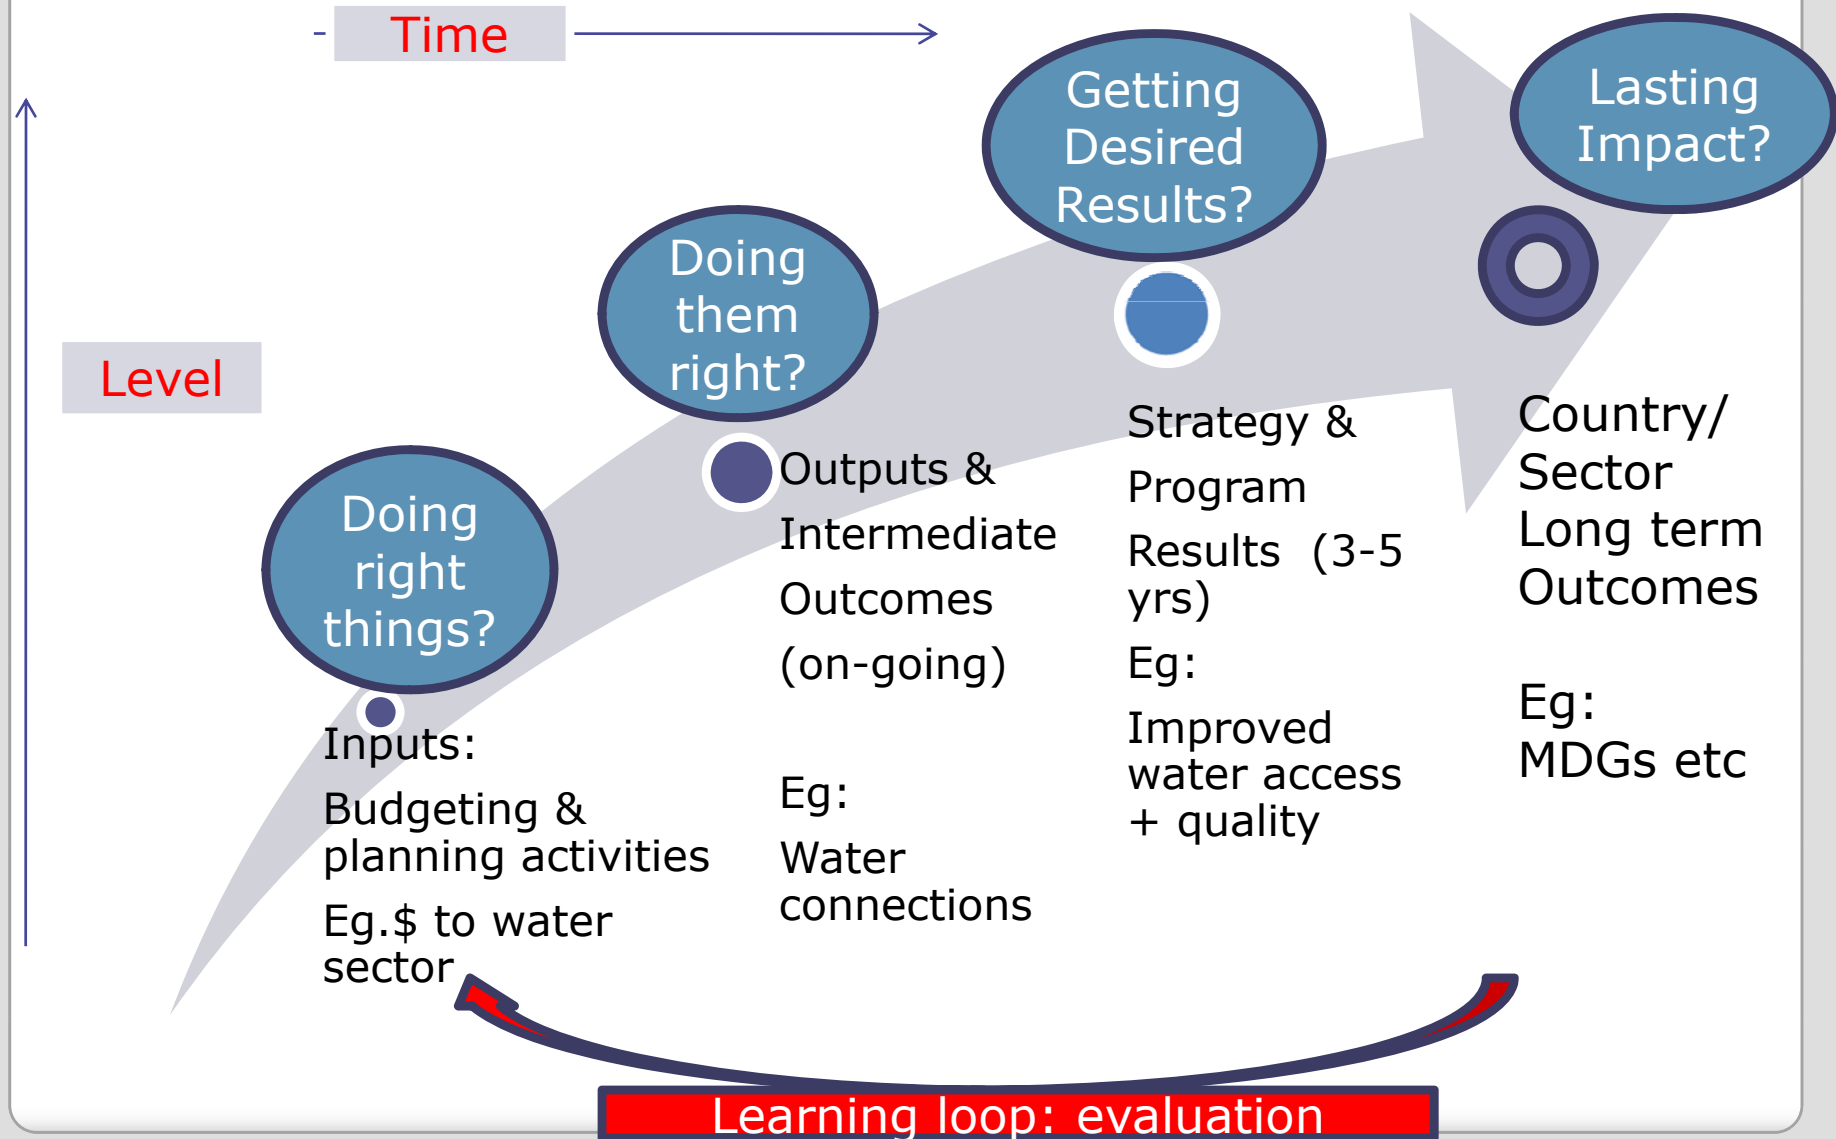 Time
Level
Doing
right
things?
Inputs:
Budgeting &
planning activities
Eg.$ to water
sector
Doing
them
right?
Outputs &
Intermediate
Outcomes
(on-going)
Eg:
Water
connections
Getting
Desired
Results?
Strategy &
Program
Results (3-5
yrs)
Eg:
Improved
water access
+ quality
Lasting
Impact?
Country/
Sector
Long term
Outcomes
Eg:
MDGs etc
Learning loop: evaluation